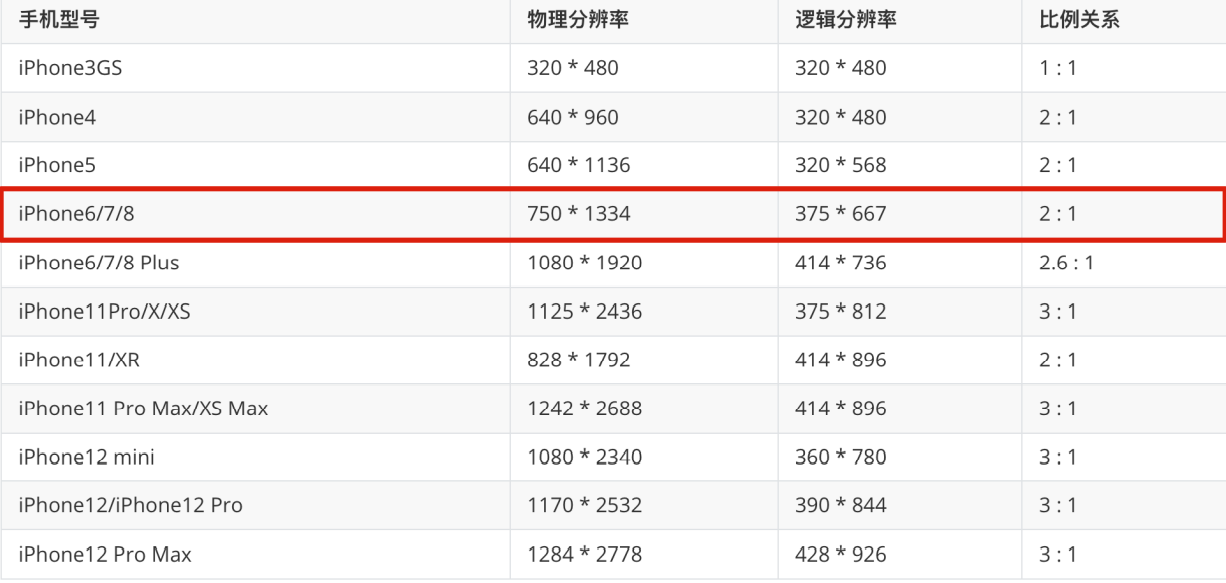 手机型号 物理分辨率 逻辑分辨率 比例关系
iPhone3GS 320 * 480 320 * 480 1 : 1
iPhone4 640 * 960 320 * 480 2 : 1
iPhone5 640 * 1136 320 * 568 2 : 1
iPhone6/7/8 750 * 1334 375 * 667 2 : 1
iPhone6/7/8 Plus 1080 * 1920 414 * 736 2.6 : 1
iPhone11Pro/X/XS 1125 * 2436 375 * 812 3 : 1
iPhone11/XR 828 * 1792 414 * 896 2 : 1
iPhone11 Pro Max/XS Max 1242 * 2688 414 * 896 3 : 1
iPhone12 mini 1080 * 2340 360 * 780 3 : 1
iPhone12/iPhone12 Pro 1170 * 2532 390 * 844 3 : 1
iPhone12 Pro Max 1284 * 2778 428 * 926 3 : 1